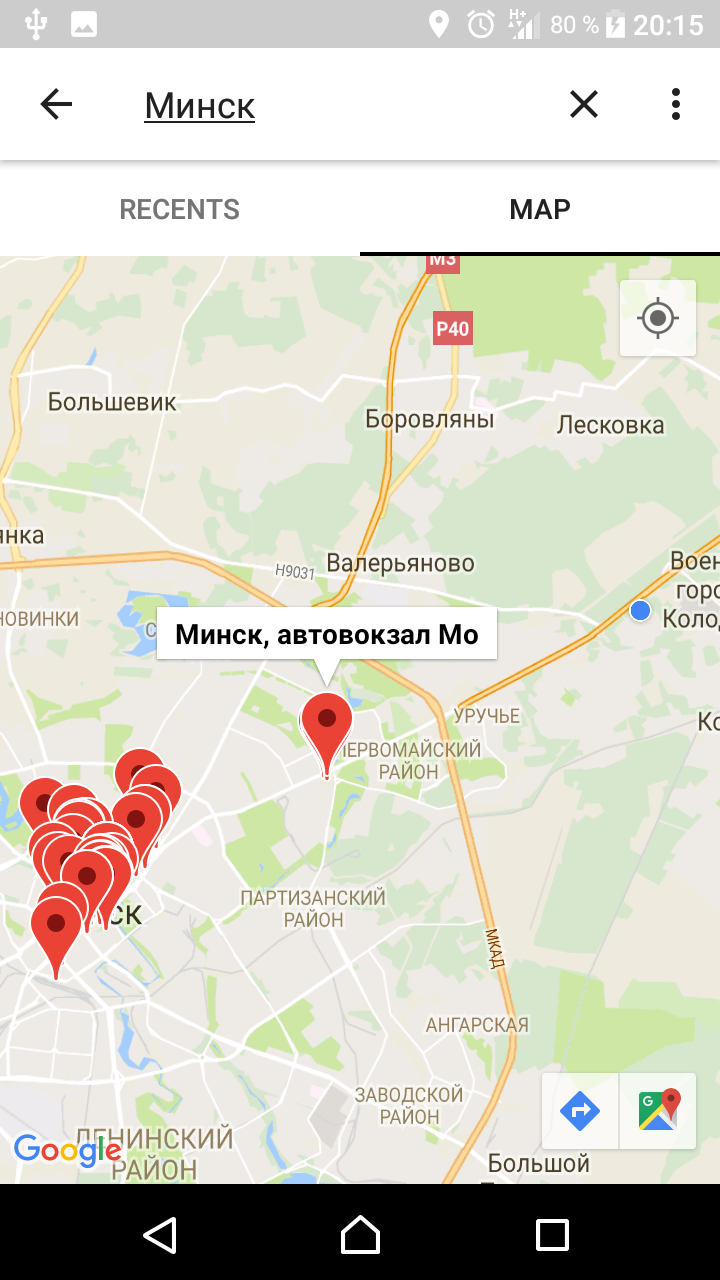 H+
80 %
20:15
Минск
RECENTS
MAP
M3
P40
Большевик
Боровляны
Лесковка
янка
Валерьяново
H9031
Воен
горо
Коло
НОВИНКИ
С
Минск, автовокзал Мо
УРУЧЬЕ
Ко
ПЕРВОМАЙСКИЙ
РАЙОН
ПАРТИЗАНСКИЙ
РАЙОН
СК
МКАД
АНГАРСКАЯ
ЗАВОДСКОЙ
РАЙОН
Google
ЛЕНИНСКИЙ
РАЙОН
Большой
G